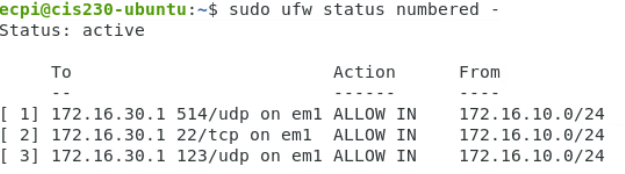 ecpi@cis230-ubuntu:~$ sudo ufw status numbered -
Status: active
To Action From
-- ------ ----
[ 1] 172.16.30.1 514/udp on em1 ALLOW IN 172.16.10.0/24
[ 2] 172.16.30.1 22/tcp on em1 ALLOW IN 172.16.10.0/24
[ 3] 172.16.30.1 123/udp on em1 ALLOW IN 172.16.10.0/24